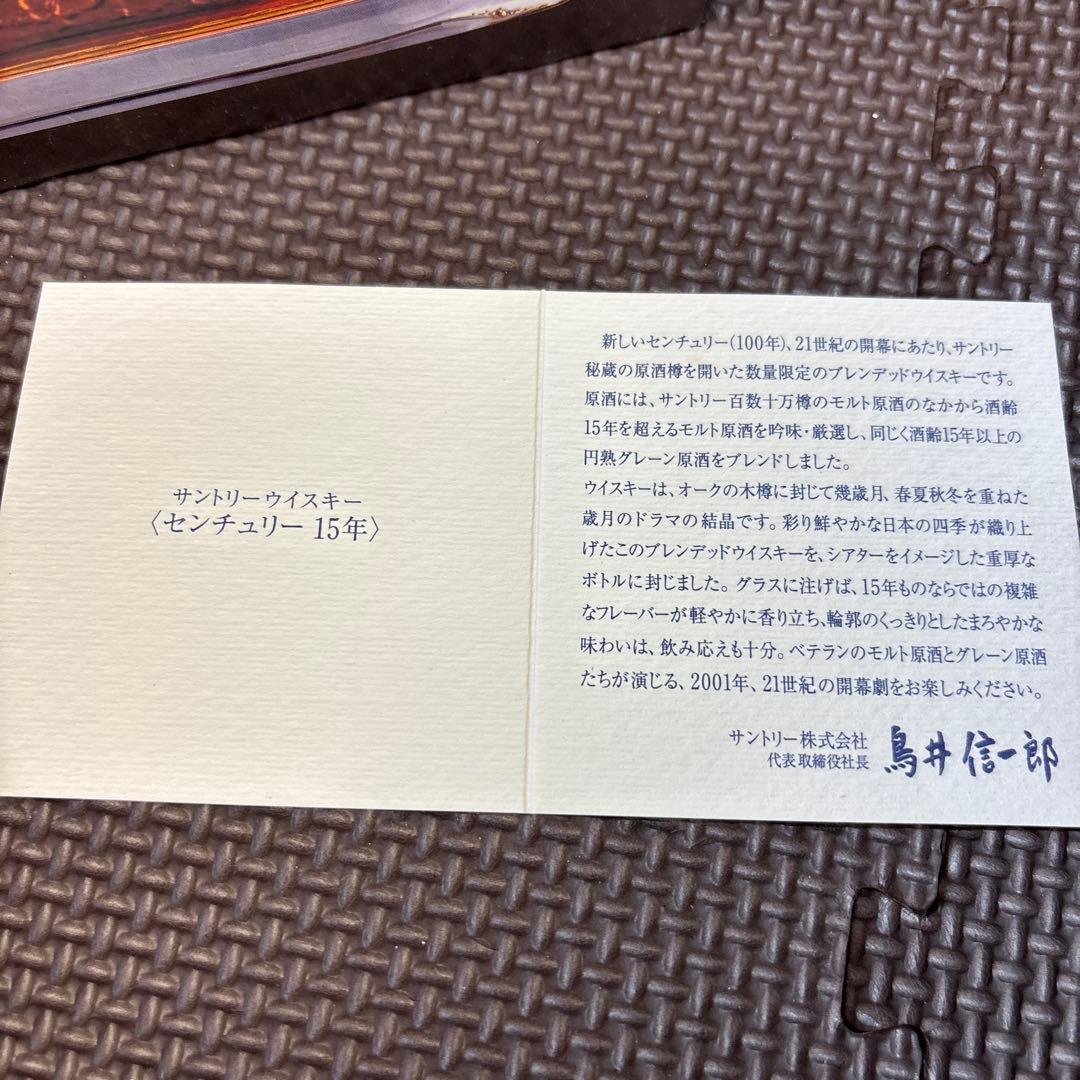 サントリーウイスキー
〈センチュリー 15年〉
新しいセンチュリー(100年)、21世紀の開幕にあたり、サントリー
秘蔵の原酒樽を開いた数量限定のブレンデッドウイスキーです。
原酒には、サントリー百数十万樽のモルト原酒のなかから酒齢
15年を超えるモルト原酒を吟味・厳選し、同じく酒齢15年以上の
円熟グレーン原酒をブレンドしました。
ウイスキーは、オークの木樽に封じて幾歳月、春夏秋冬を重ねた
歳月のドラマの結晶です。彩り鮮やかな日本の四季が織り上
げたこのブレンデッドウイスキーを、シアターをイメージした重厚な
ボトルに封じました。グラスに注げば、15年ものならではの複雑
なフレーバーが軽やかに香り立ち、輪郭のくっきりとしたまろやかな
味わいは、飲み応えも十分。ベテランのモルト原酒とグレーン原酒
たちが演じる、2001年、21世紀の開幕劇をお楽しみください。
サントリー株式会社
代表取締役社長 鳥井信一郎